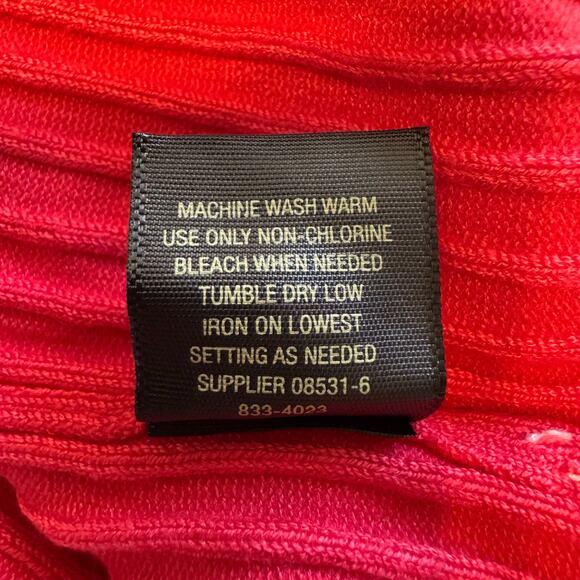 MACHINE WASH WARM
USE ONLY NON-CHLORINE
BLEACH WHEN NEEDED
TUMBLE DRY LOW
IRON ON LOWEST
SETTING AS NEEDED
SUPPLIER 08531-6
833-4023